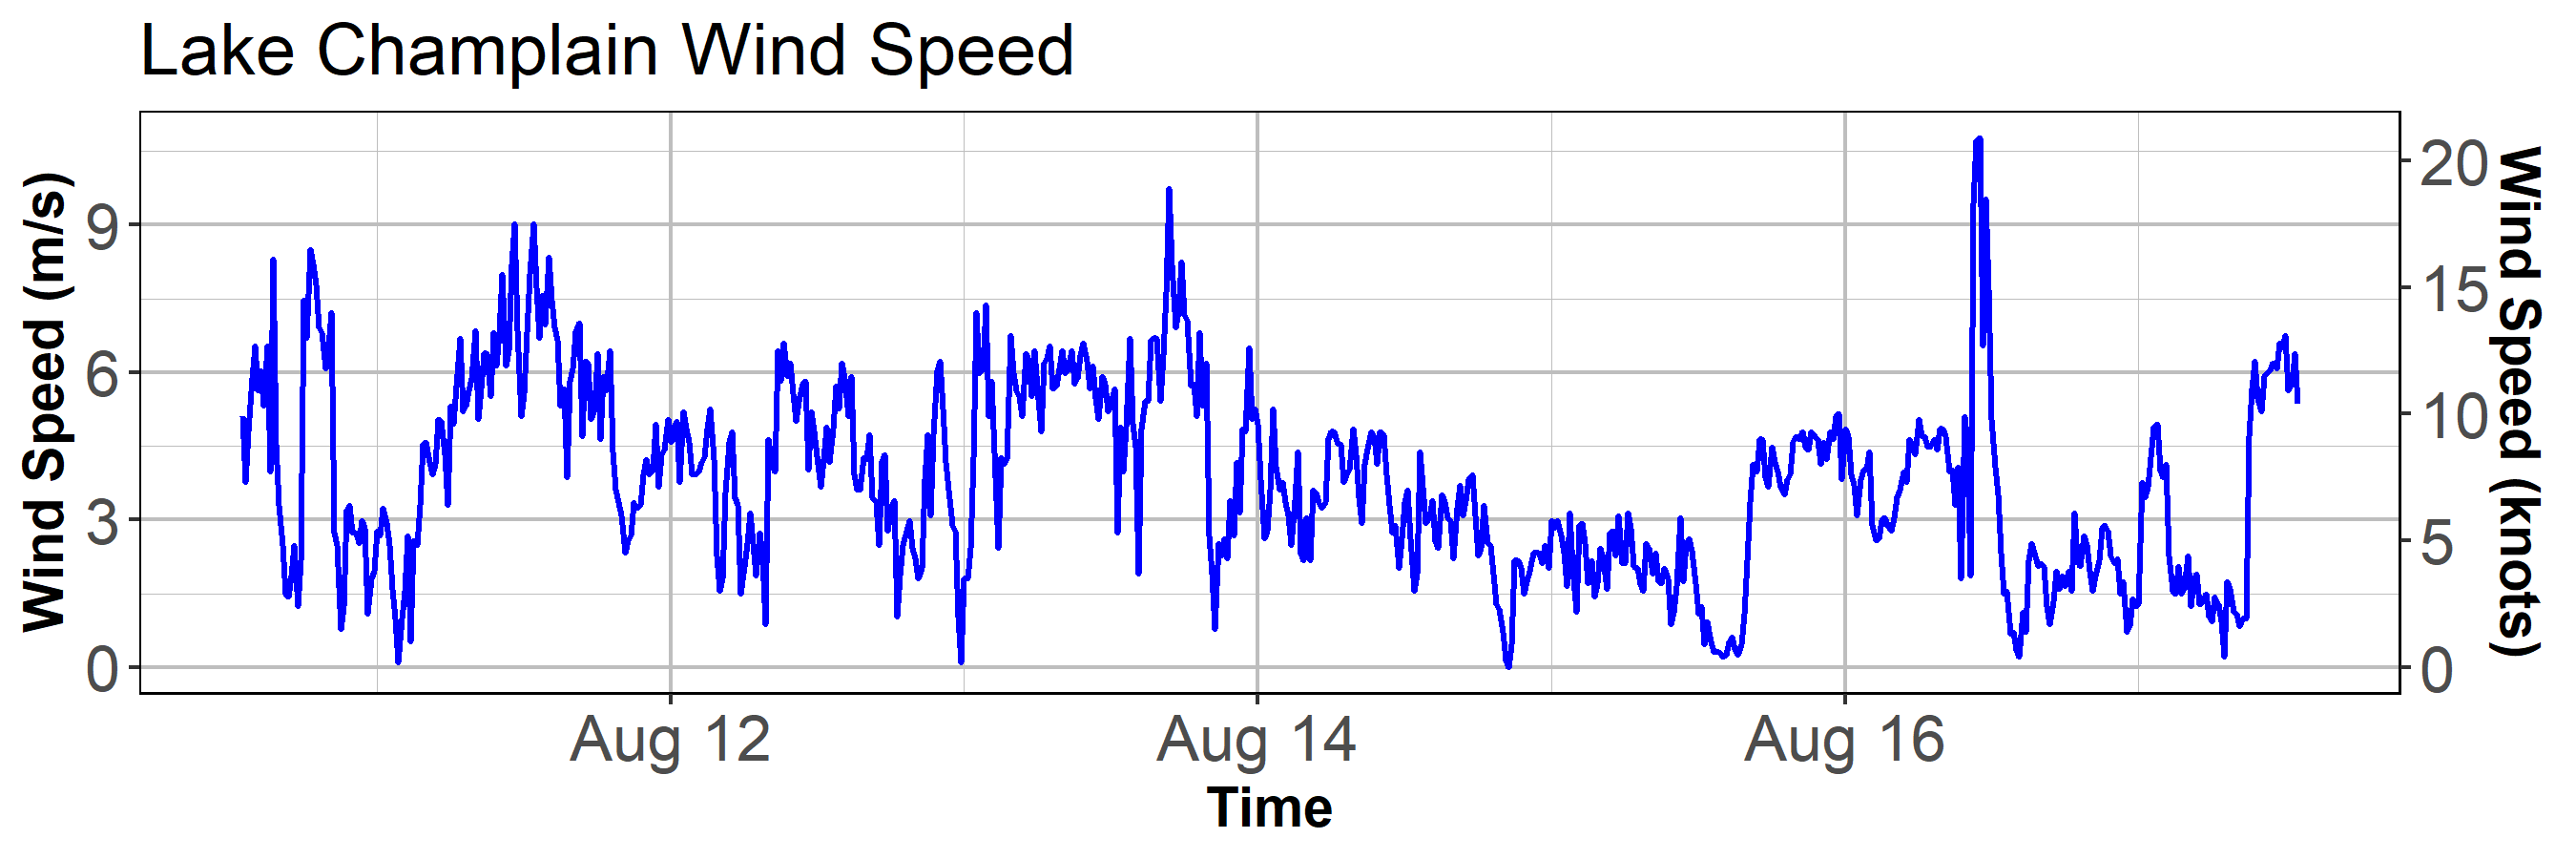 Lake Champlain Wind Speed
Wind Speed (m/s)
9
6
3
0
20
15
10
5
0
Wind Speed (knots)
Aug 12
Aug 14
Aug 16
Time